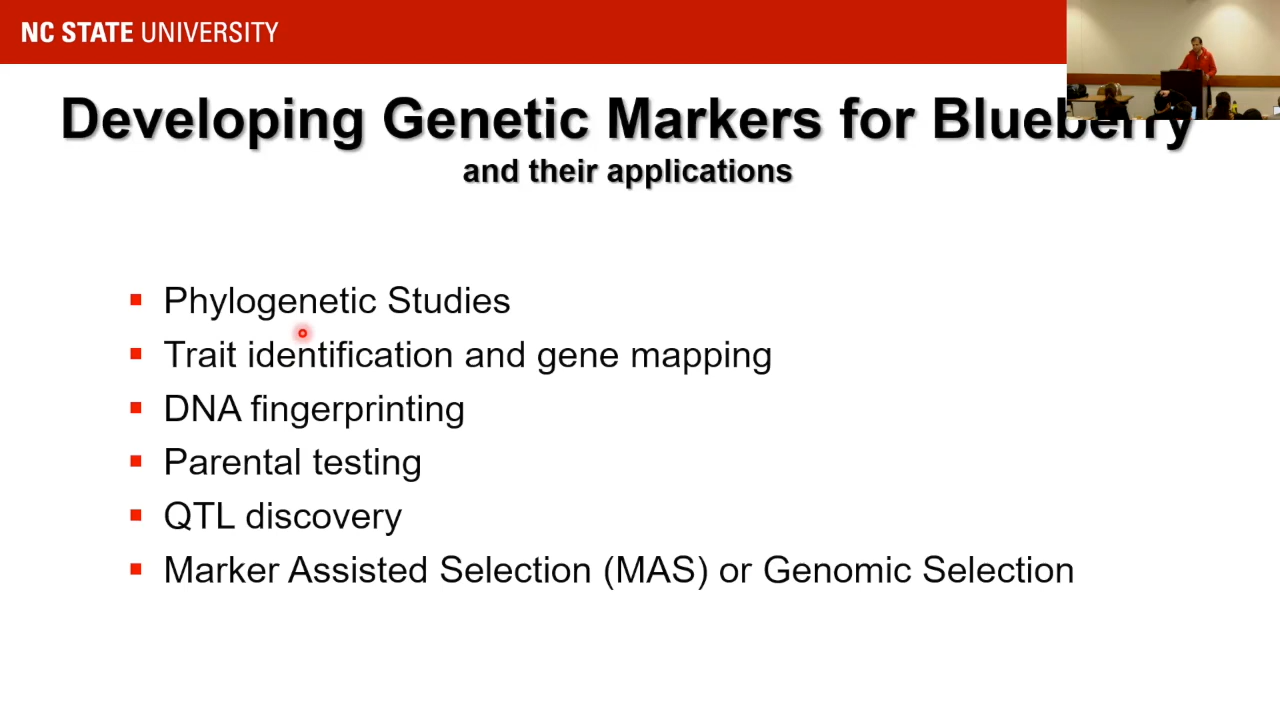 NC STATE UNIVERSITY
Developing Genetic Markers for Blueberry
and their applications
Phylogenetic Studies
Trait identification and gene mapping
DNA fingerprinting
Parental testing
QTL discovery
Marker Assisted Selection (MAS) or Genomic Selection